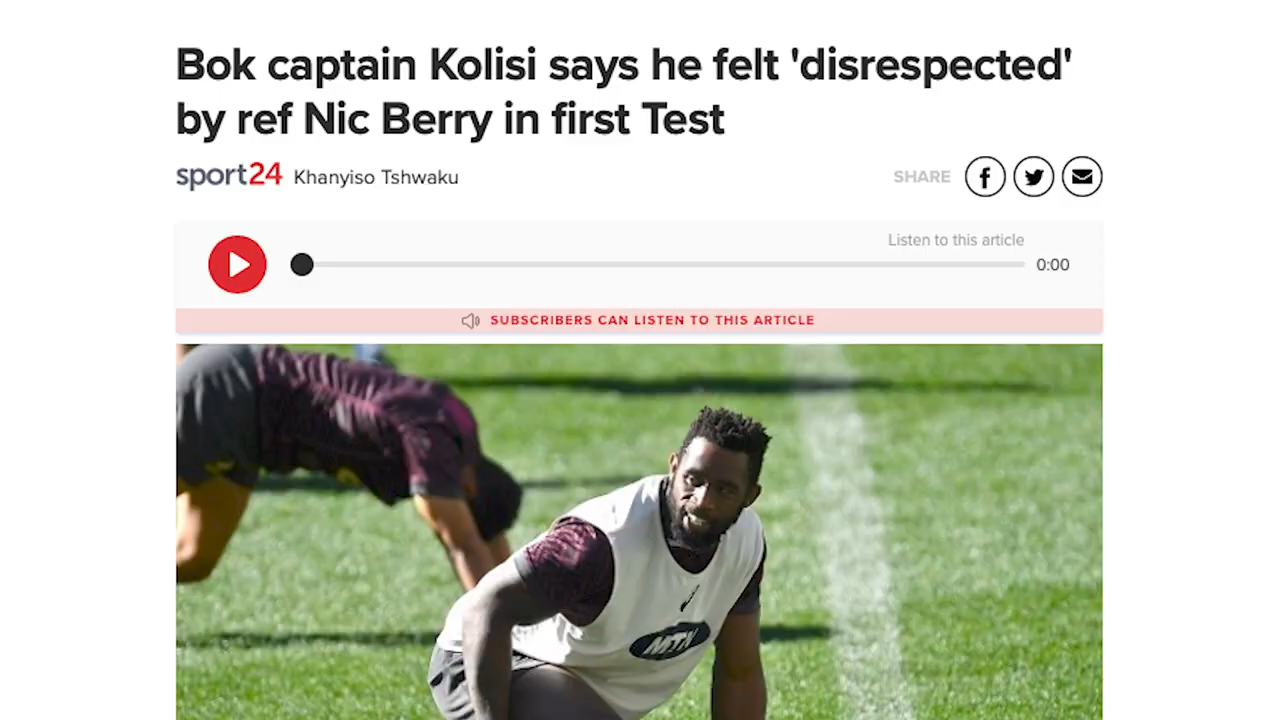 Bok captain Kolisi says he felt 'disrespected'
by ref Nic Berry in first Test
sport24 Khanyiso Tshwaku
SHARE
Listen to this article
0:00
SUBSCRIBERS CAN LISTEN TO THIS ARTICLE
MTN